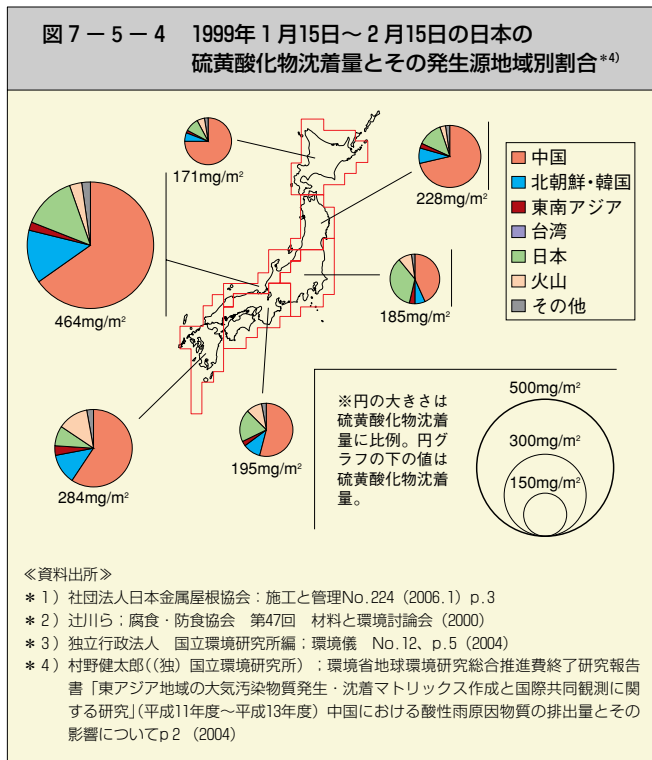 図７－５－４　1999年１月15日～２月15日の日本の
硫黄酸化物沈着量とその発生源地域別割合*4)
171mg/m²
228mg/m²
464mg/m²
185mg/m²
284mg/m²
195mg/m²
中国
北朝鮮・韓国
東南アジア
台湾
日本
火山
その他
※円の大きさは
硫黄酸化物沈着
量に比例。円グ
ラフの下の値は
硫黄酸化物沈着
量。
500mg/m²
300mg/m²
150mg/m²
≪資料出所≫
＊１）社団法人日本金属屋根協会：施工と管理No.224（2006.1）p.3
＊２）辻川ら；腐食・防食協会　第47回　材料と環境討論会（2000）
＊３）独立行政法人　国立環境研究所編；環境儀　No.12、p.5（2004）
＊４）村野健太郎((独）国立環境研究所）；環境省地球環境研究総合推進費終了研究報告
書「東アジア地域の大気汚染物質発生・沈着マトリックス作成と国際共同観測に関
する研究」（平成11年度～平成13年度）中国における酸性雨原因物質の排出量とその
影響についてp２（2004）